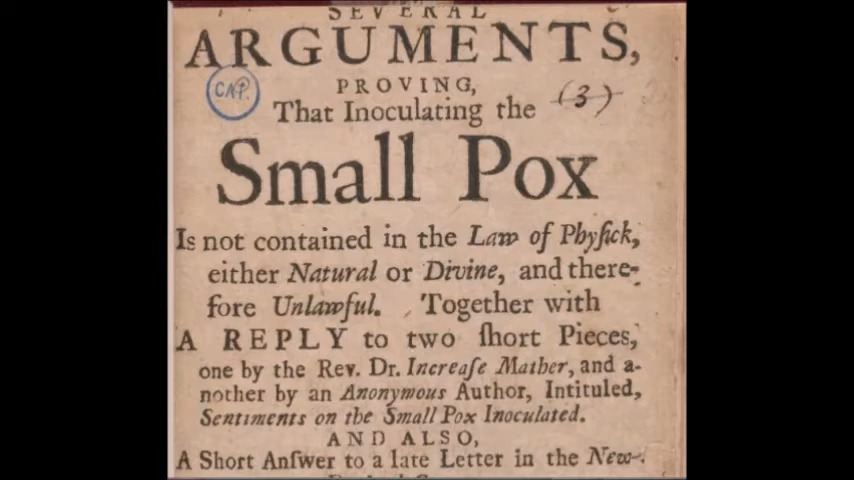 SEVERAL
ARGUMENTS,
PROVING,
That Inoculating the
(3)
Small Pox
Is not contained in the Law of Phyſick,
either Natural or Divine, and there-
fore Unlawful. Together with
A REPLY to two ſhort Pieces,
one by the Rev. Dr. Increaſe Mather, and a-
nother by an Anonymous Author, Intituled,
Sentiments on the Small Pox Inoculated.
AND ALSO,
A Short Anſwer to a late Letter in the New-